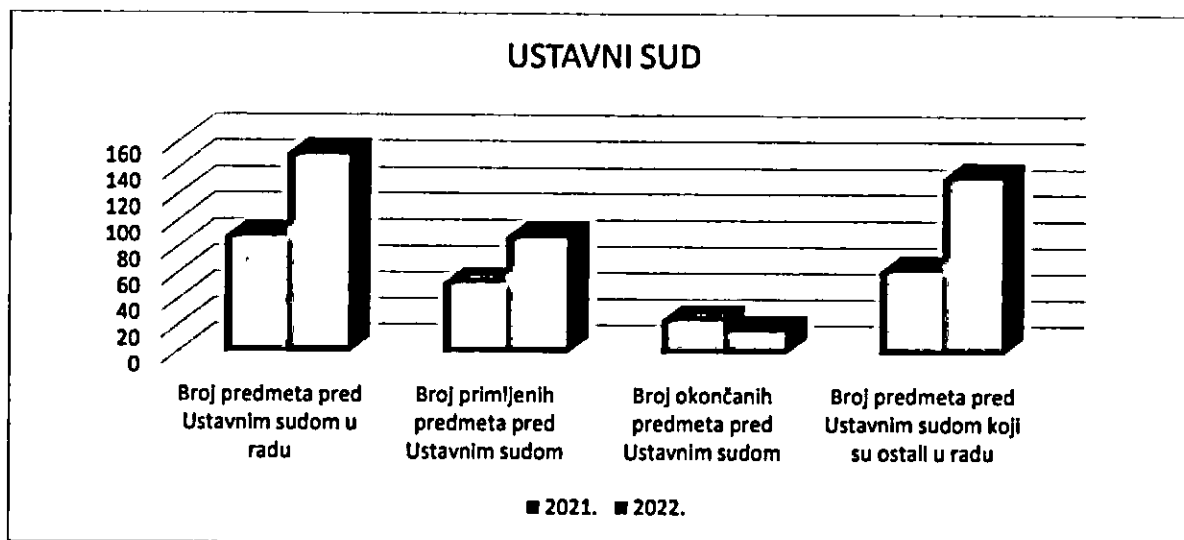 USTAVNI SUD
160
140
120
100
80
60
40
20
0
Broj predmeta pred
Ustavnim sudom u
radu
Broj primljenih
predmeta pred
Ustavnim sudom
Broj okončanih
predmeta pred
Ustavnim sudom
Broj predmeta pred
Ustavnim sudom koji
su ostali u radu
■ 2021. ■ 2022.